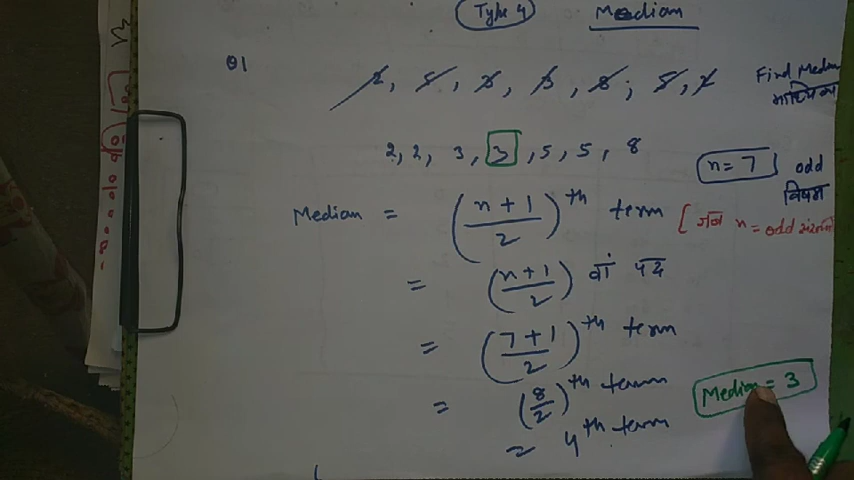 Type 4 Median
Q1 2, 5, 3, 3, 8, 5, 2 Find Median
माध्यिका
2, 2, 3, 3, 5, 5, 8
n = 7 odd
विषम
Median = (n+1/2)th term [जब n = odd संख्या
= (n+1/2) वां पद
= (7+1/2)th term
= (8/2)th term Median = 3
= 4th term